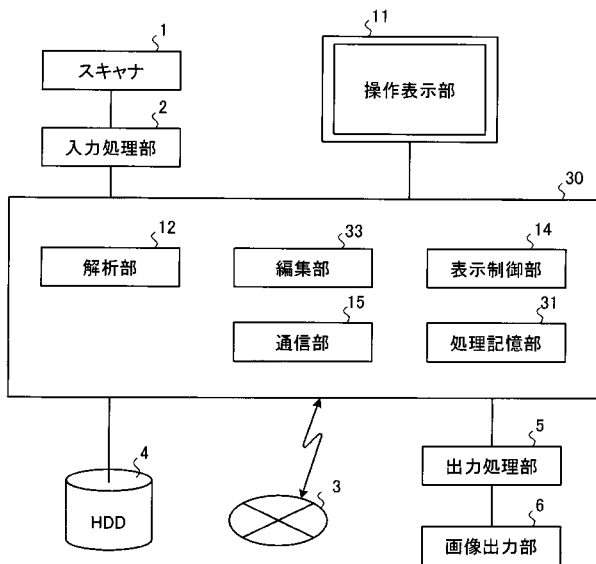 1
スキャナ
2
入力処理部
11
操作表示部
30
12
解析部
33
編集部
14
表示制御部
15
通信部
31
処理記憶部
4
HDD
3
5
出力処理部
6
画像出力部